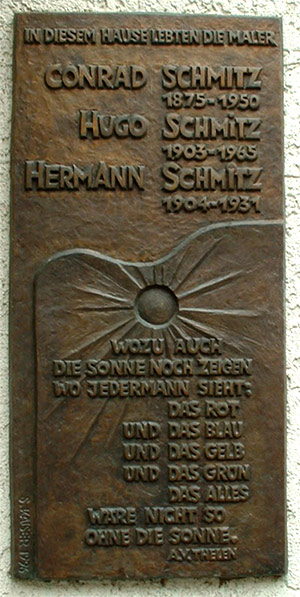 IN DIESEM HAUSE LEBTEN DIE MALER
CONRAD SCHMITZ
1875-1950
HUGO SCHMITZ
1903-1965
HERMANN SCHMITZ
1904-1931
WOZU AUCH
DIE SONNE NOCH ZEIGEN
WO JEDERMANN SIEHT:
DAS ROT
UND DAS BLAU
UND DAS GELB
UND DAS GRÜN
DAS ALLES
WÄRE NICHT SO
OHNE DIE SONNE.
A.V. THELEN